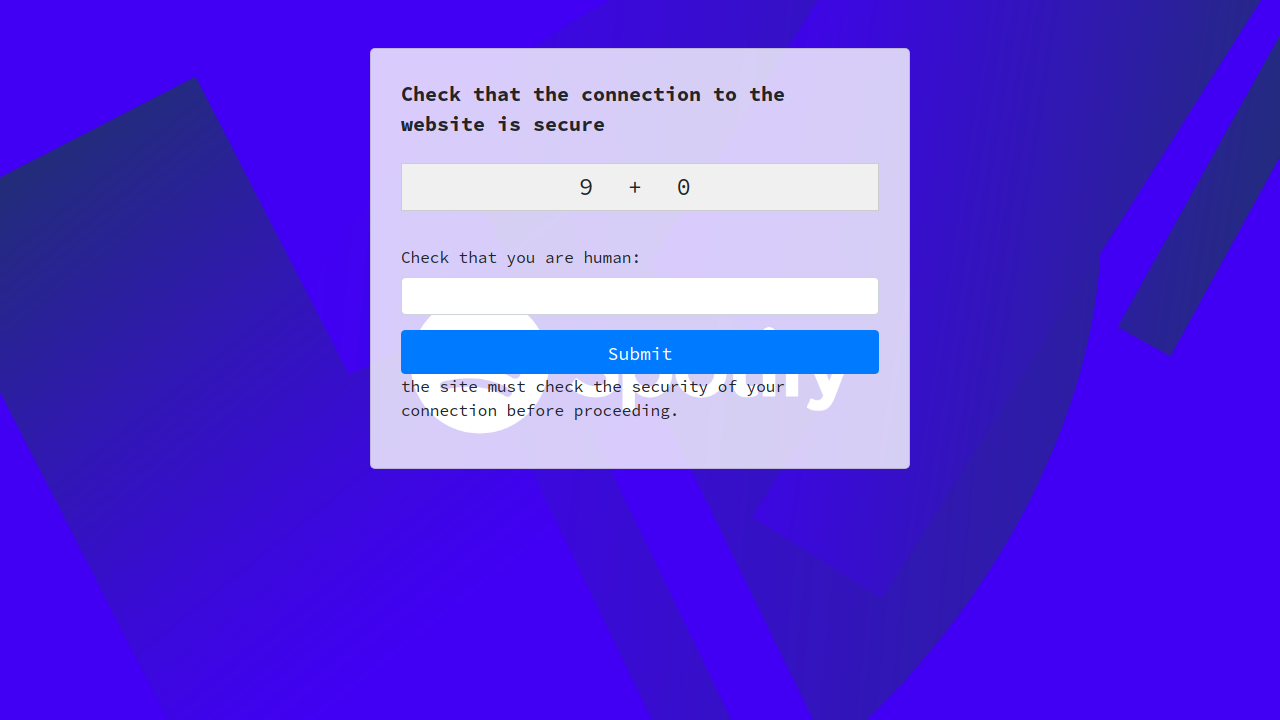 Check that the connection to the
website is secure
9 + 0
Check that you are human:
Spotify
Submit
the site must check the security of your
connection before proceeding.